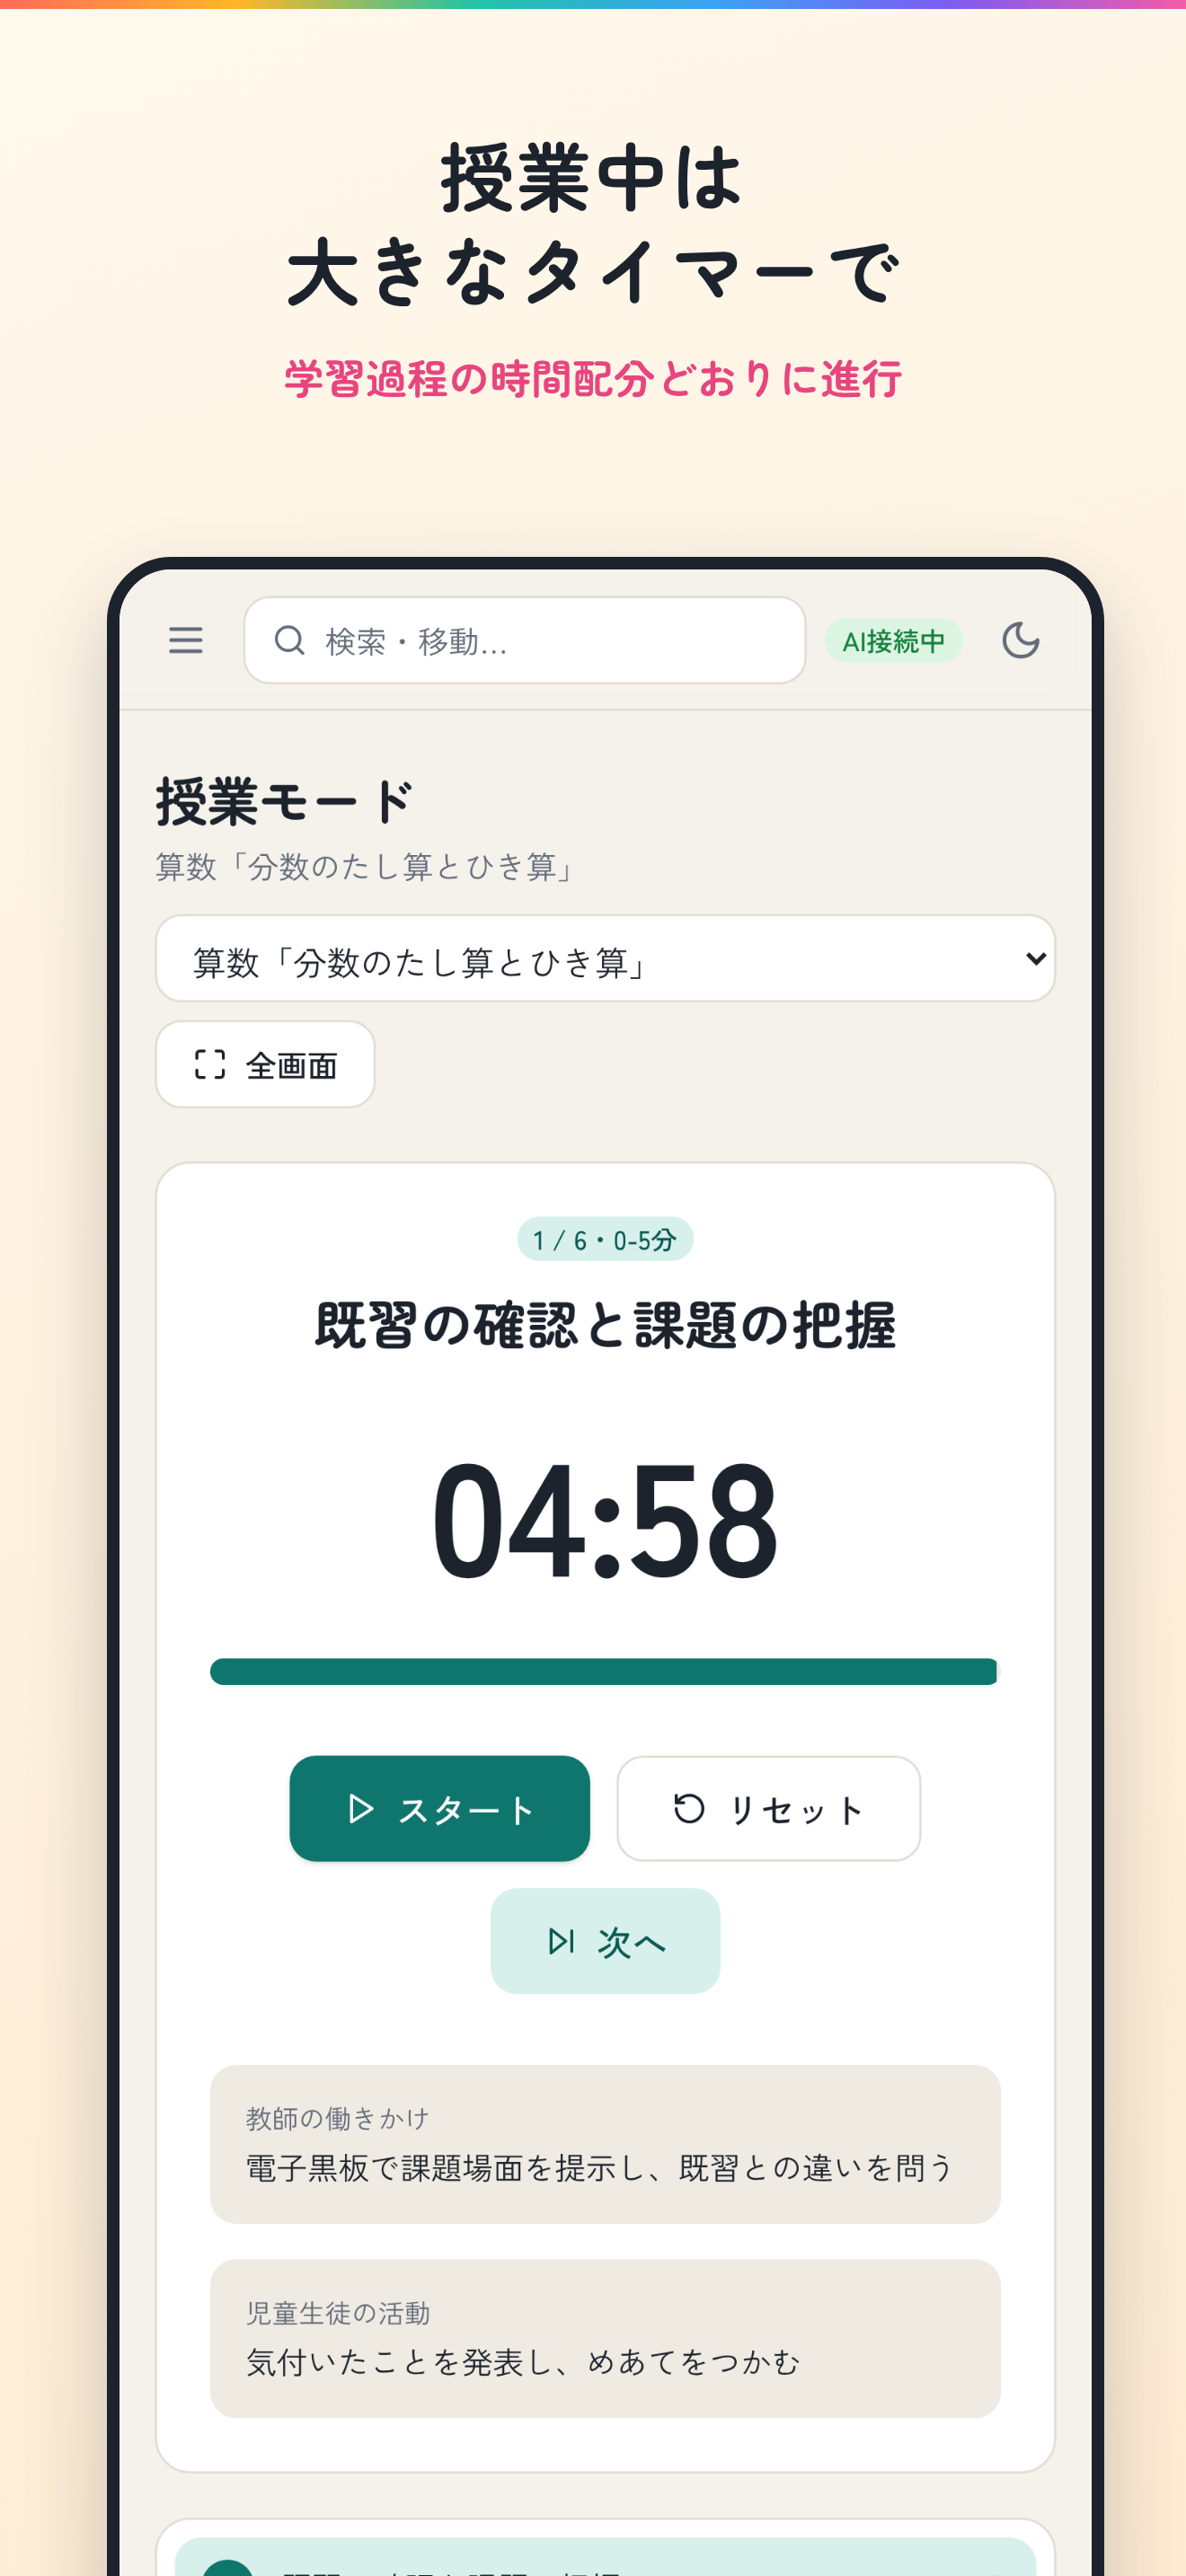 授業中は
大きなタイマーで
学習過程の時間配分どおりに進行
検索・移動...
AI接続中
授業モード
算数「分数のたし算とひき算」
算数「分数のたし算とひき算」
全画面
1 / 6・0-5分
既習の確認と課題の把握
04:58
スタート
リセット
次へ
教師の働きかけ
電子黒板で課題場面を提示し、既習との違いを問う
児童生徒の活動
気付いたことを発表し、めあてをつかむ